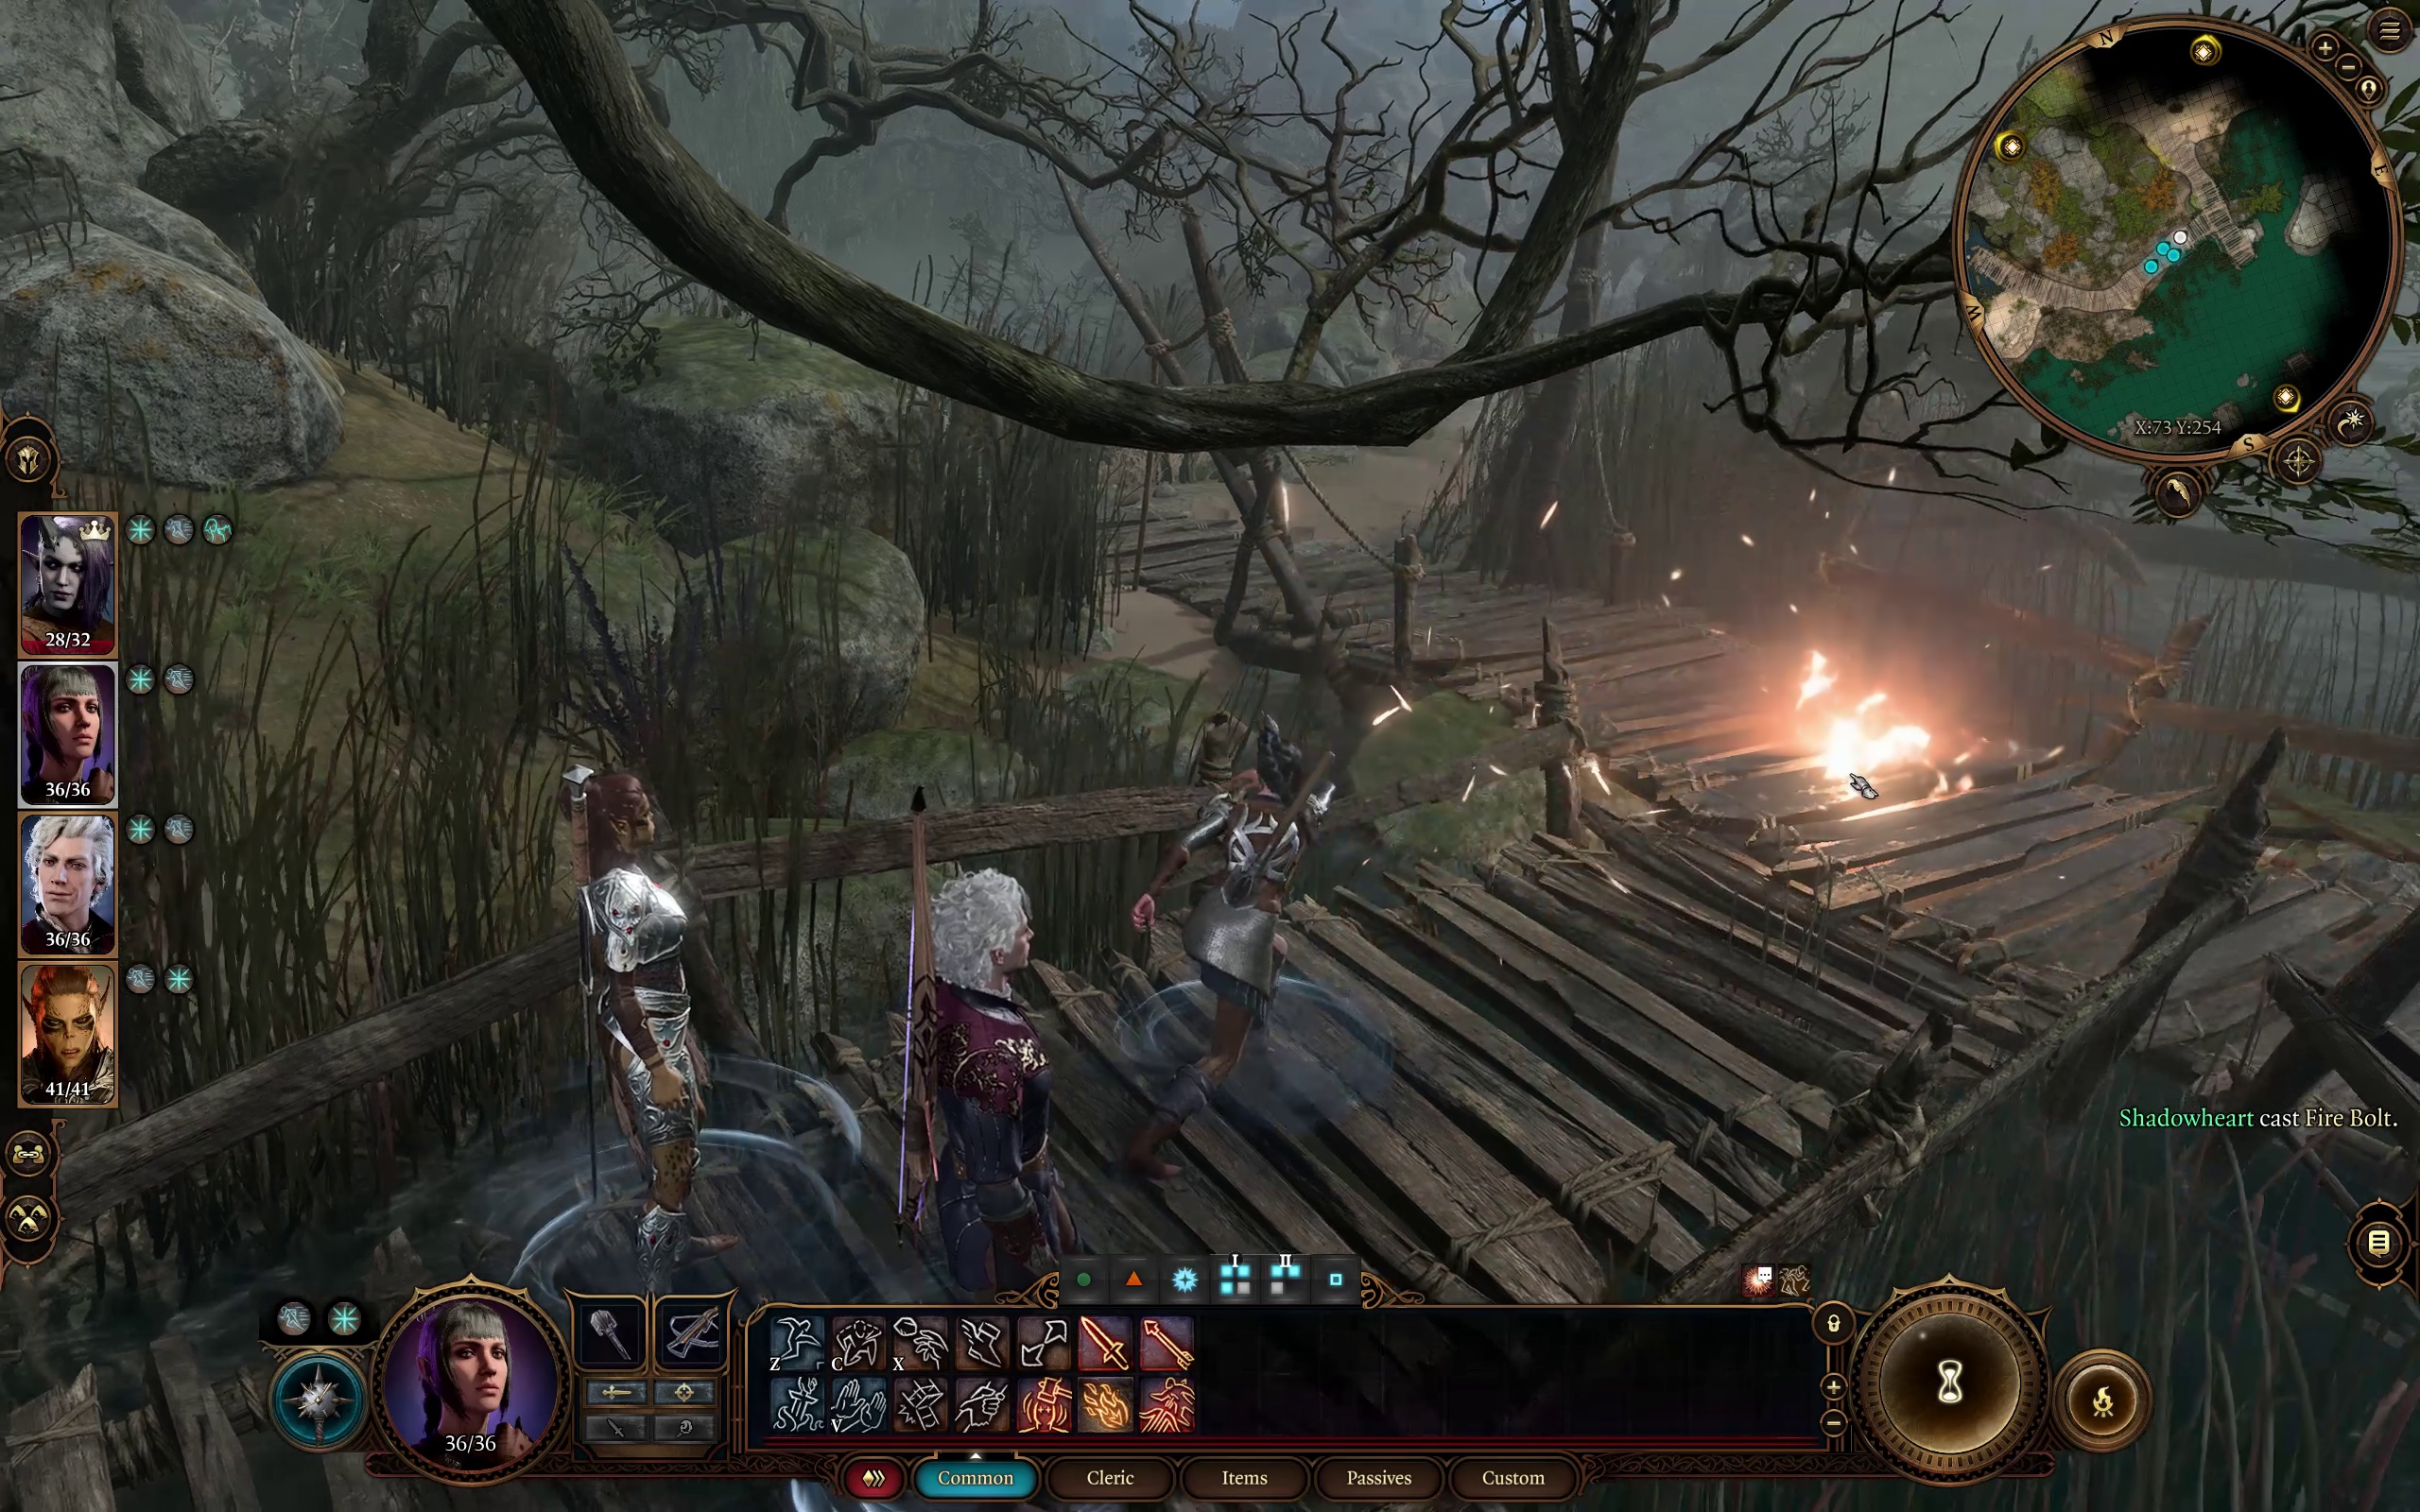 N
E
W
S
X:73 Y:254
28/32
36/36
36/36
41/41
Shadowheart cast Fire Bolt.
I II
Z C X
V
36/36
Common Cleric Items Passives Custom